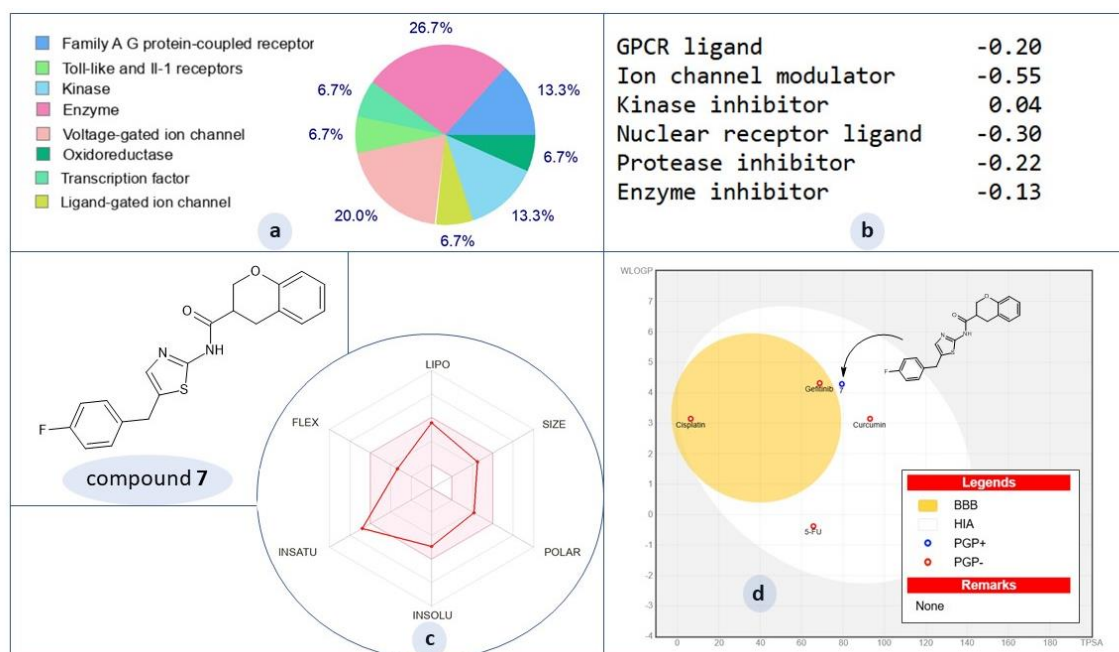 Family A G protein-coupled receptor
Toll-like and Il-1 receptors
Kinase
Enzyme
Voltage-gated ion channel
Oxidoreductase
Transcription factor
Ligand-gated ion channel
26.7%
13.3%
6.7%
13.3%
6.7%
20.0%
6.7%
6.7%
a
GPCR ligand -0.20
Ion channel modulator -0.55
Kinase inhibitor 0.04
Nuclear receptor ligand -0.30
Protease inhibitor -0.22
Enzyme inhibitor -0.13
b
O
O
N
NH
S
F
compound 7
LIPO
FLEX
SIZE
INSATU
POLAR
INSOLU
c
WLOGP
7
6
5
4
3
2
1
0
-1
-2
-3
-4
0
20
40
60
80
100
120
140
160
180
TPSA
Cisplatin
Gefitinib
7
Curcumin
5-FU
O
O
N
NH
S
F
Legends
BBB
HIA
PGP+
PGP-
Remarks
None
d